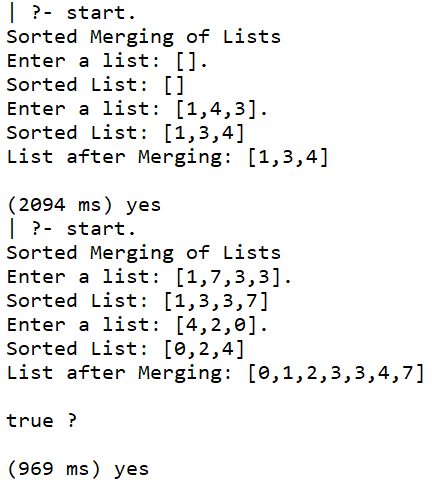 | ?- start.
Sorted Merging of Lists
Enter a list: [].
Sorted List: []
Enter a list: [1,4,3].
Sorted List: [1,3,4]
List after Merging: [1,3,4]
(2094 ms) yes
| ?- start.
Sorted Merging of Lists
Enter a list: [1,7,3,3].
Sorted List: [1,3,3,7]
Enter a list: [4,2,0].
Sorted List: [0,2,4]
List after Merging: [0,1,2,3,3,4,7]
true ?
(969 ms) yes